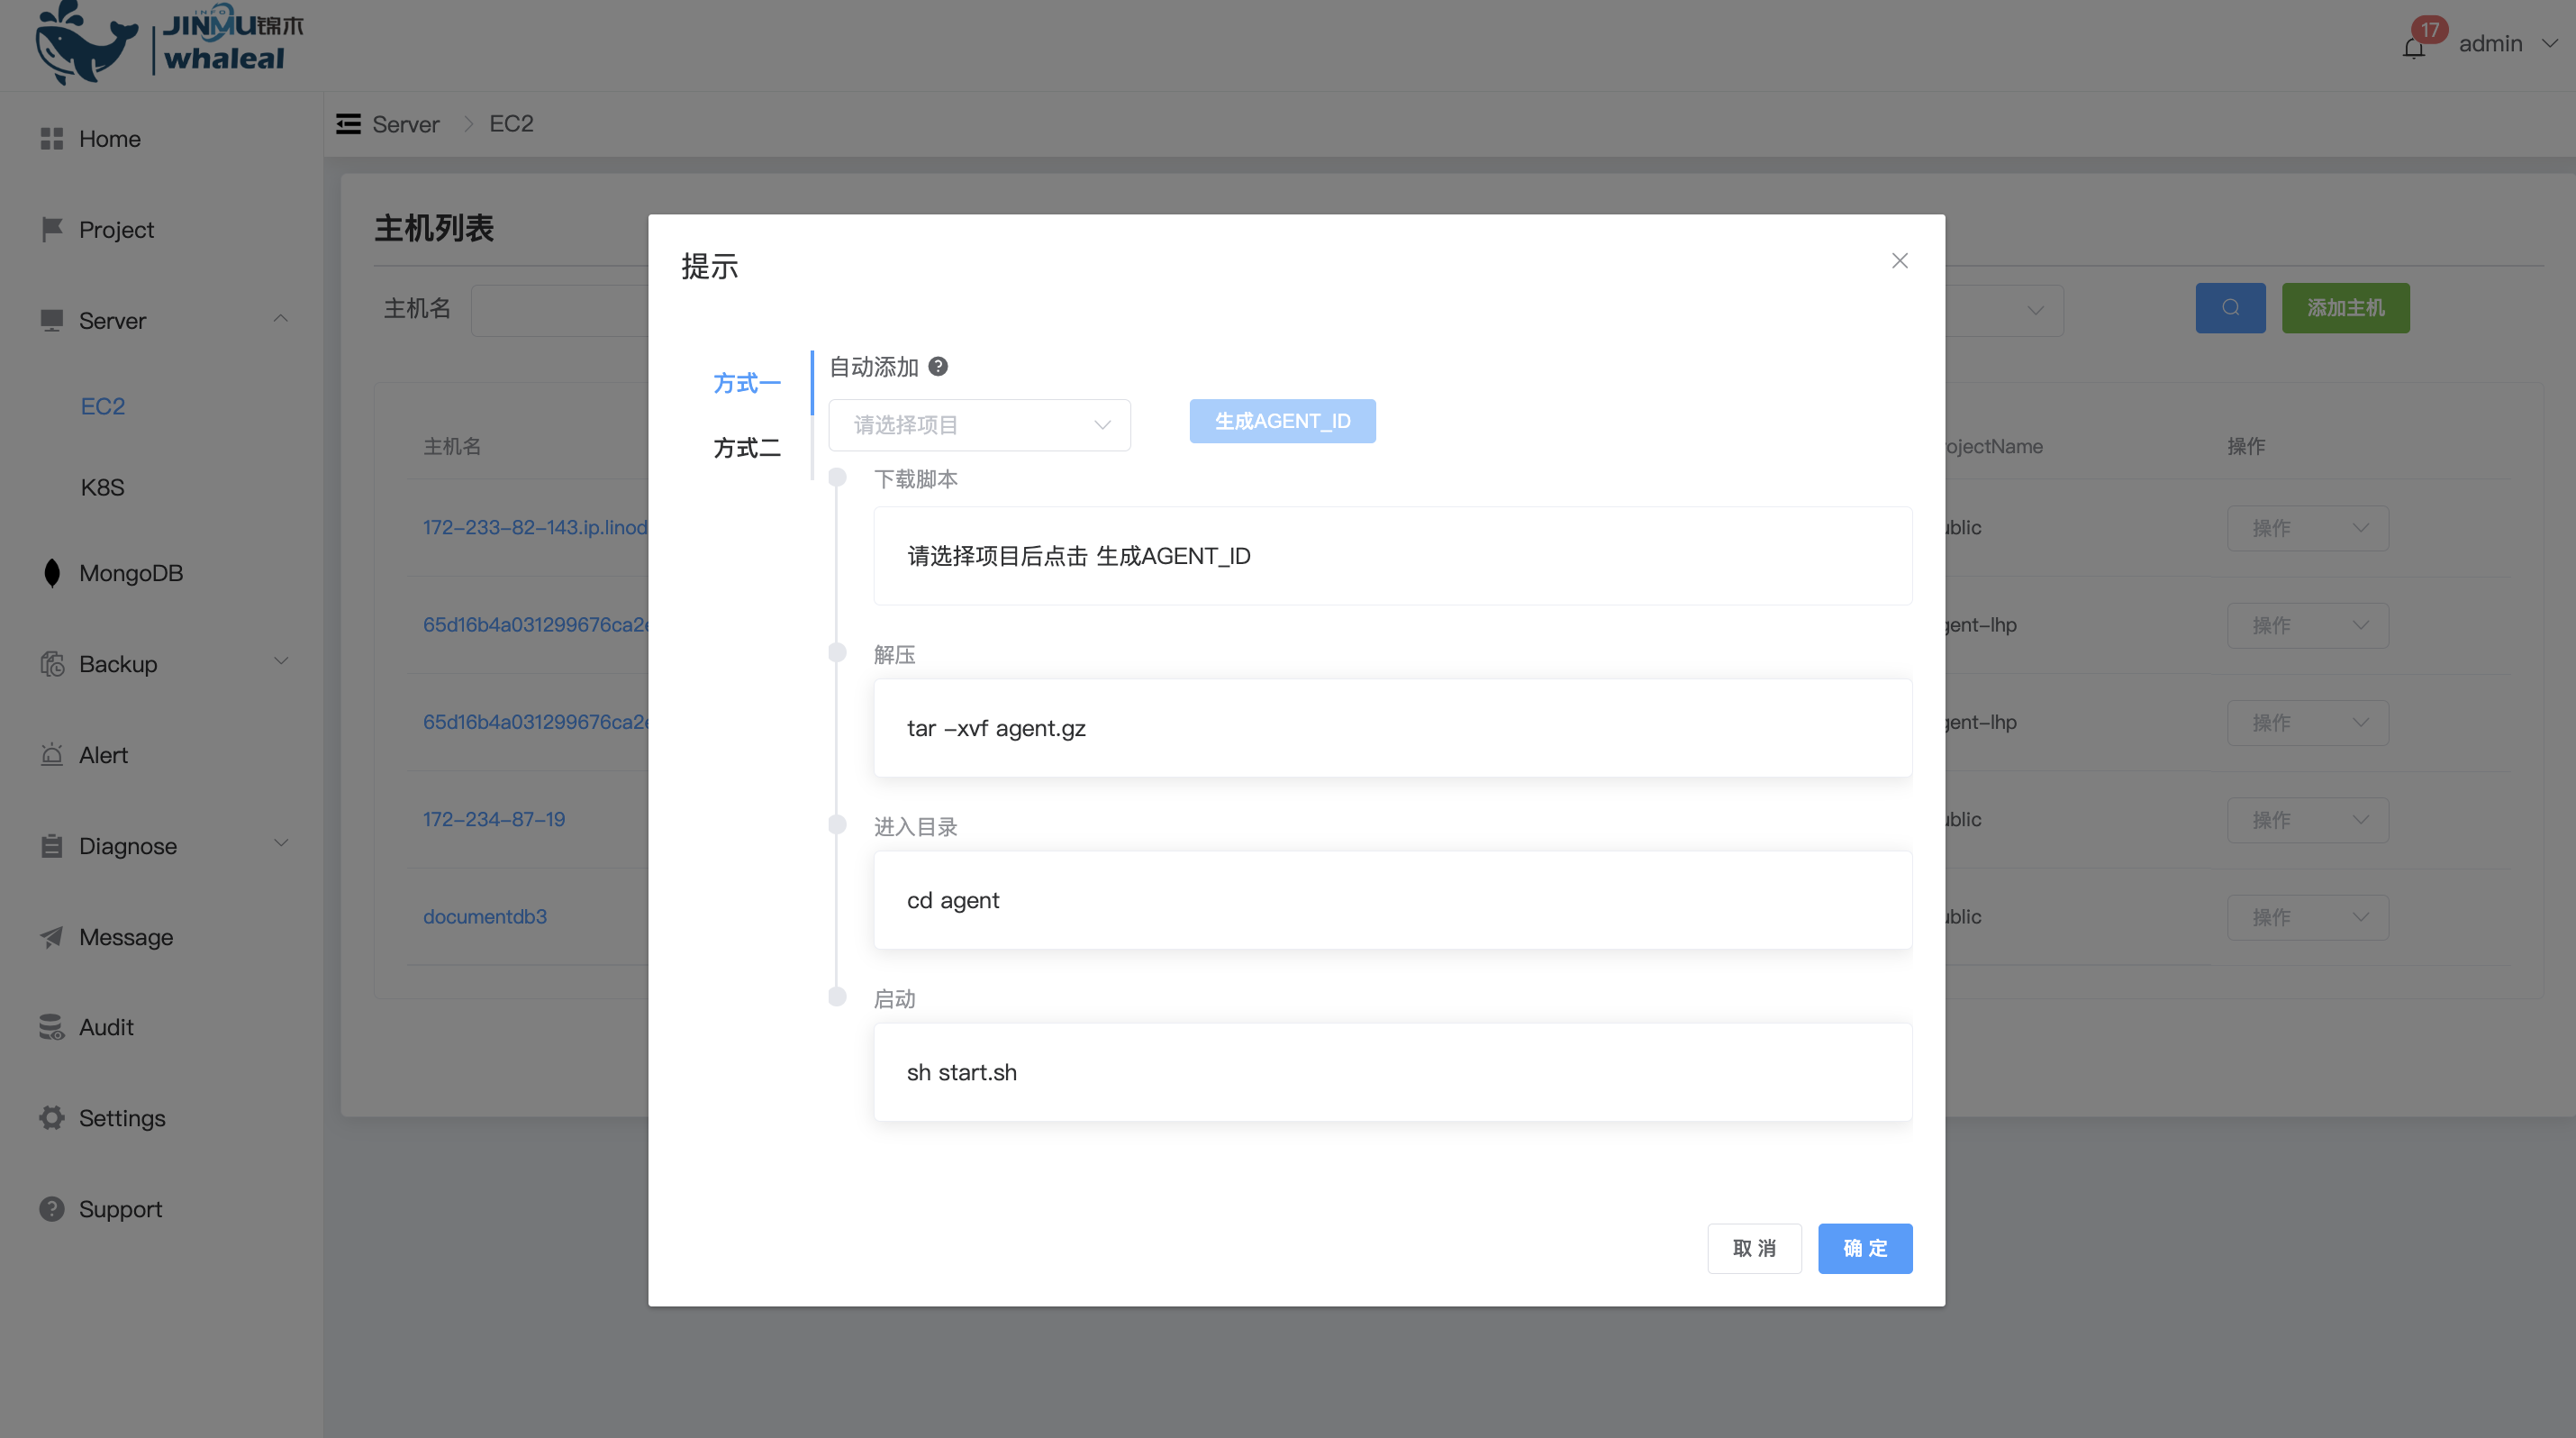 INFO
JINMU锦木
whaleal
17
admin
Home
Project
Server
EC2
K8S
MongoDB
Backup
Alert
Diagnose
Message
Audit
Settings
Support
Server
EC2
主机列表
主机名
添加主机
主机名
ojectName
操作
172-233-82-143.ip.linod
ublic
操作
65d16b4a031299676ca2e
gent-lhp
操作
65d16b4a031299676ca2e
gent-lhp
操作
172-234-87-19
ublic
操作
documentdb3
ublic
操作
提示
方式一
方式二
自动添加
请选择项目
生成AGENT_ID
下载脚本
请选择项目后点击 生成AGENT_ID
解压
tar -xvf agent.gz
进入目录
cd agent
启动
sh start.sh
取 消
确 定